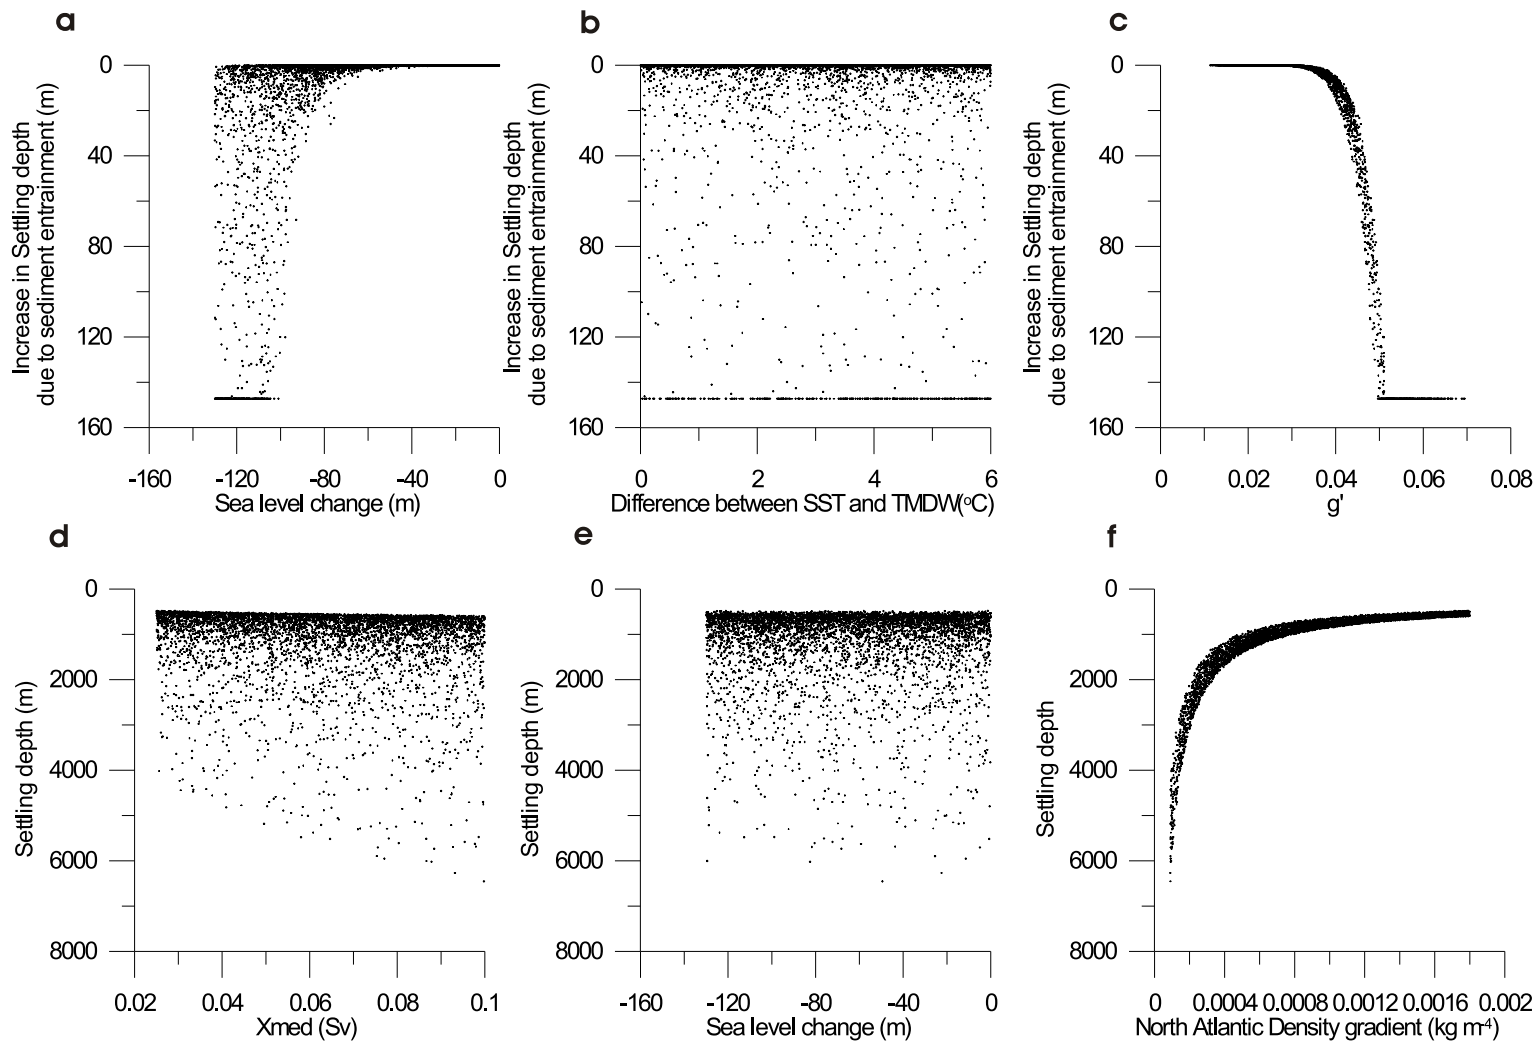 a
b
c
0
40
80
120
160
Increase in Settling depth
due to sediment entrainment (m)
-160
-120
-80
-40
0
Sea level change (m)
0
40
80
120
160
Increase in Settling depth
due to sediment entrainment (m)
0
2
4
6
Difference between SST and TMDW(°C)
0
40
80
120
160
Increase in Settling depth
due to sediment entrainment (m)
0
0.02
0.04
0.06
0.08
g'
d
e
f
0
2000
4000
6000
8000
Settling depth (m)
0.02
0.04
0.06
0.08
0.1
Xmed (Sv)
0
2000
4000
6000
8000
Settling depth (m)
-160
-120
-80
-40
0
Sea level change (m)
0
2000
4000
6000
8000
Settling depth
0
0.0004
0.0008
0.0012
0.0016
0.002
North Atlantic Density gradient (kg m-4)